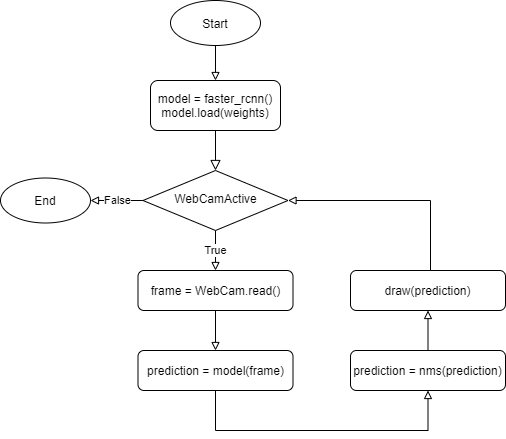 Start
model = faster_rcnn()
model.load(weights)
WebCamActive
False
End
True
frame = WebCam.read()
prediction = model(frame)
prediction = nms(prediction)
draw(prediction)